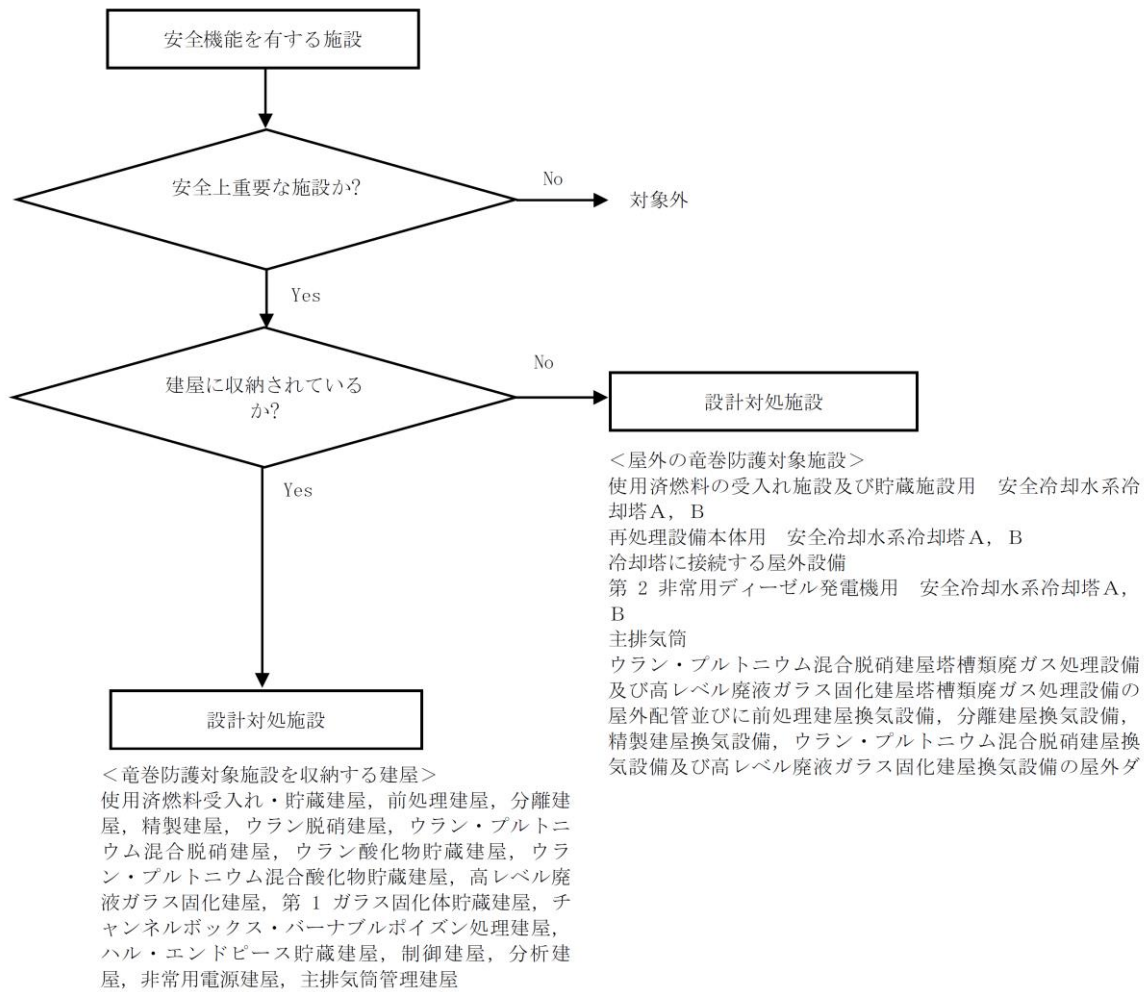 安全機能を有する施設
安全上重要な施設か?
No
対象外
Yes
建屋に収納されている
か?
No
設計対処施設
<屋外の竜巻防護対象施設>
使用済燃料の受入れ施設及び貯蔵施設用 安全冷却水系冷
却塔A, B
再処理設備本体用 安全冷却水系冷却塔A, B
冷却塔に接続する屋外設備
第 2 非常用ディーゼル発電機用 安全冷却水系冷却塔A,
B
主排気筒
ウラン・プルトニウム混合脱硝建屋塔槽類廃ガス処理設備
及び高レベル廃液ガラス固化建屋塔槽類廃ガス処理設備の
屋外配管並びに前処理建屋換気設備, 分離建屋換気設備,
精製建屋換気設備, ウラン・プルトニウム混合脱硝建屋換
気設備及び高レベル廃液ガラス固化建屋換気設備の屋外ダ
Yes
設計対処施設
<竜巻防護対象施設を収納する建屋>
使用済燃料受入れ・貯蔵建屋, 前処理建屋, 分離建
屋, 精製建屋, ウラン脱硝建屋, ウラン・プルトニ
ウム混合脱硝建屋, ウラン酸化物貯蔵建屋, ウラ
ン・プルトニウム混合酸化物貯蔵建屋, 高レベル廃
液ガラス固化建屋, 第 1 ガラス固化体貯蔵建屋, チ
ャンネルボックス・バーナブルポイズン処理建屋,
ハル・エンドピース貯蔵建屋, 制御建屋, 分析建
屋, 非常用電源建屋, 主排気筒管理建屋